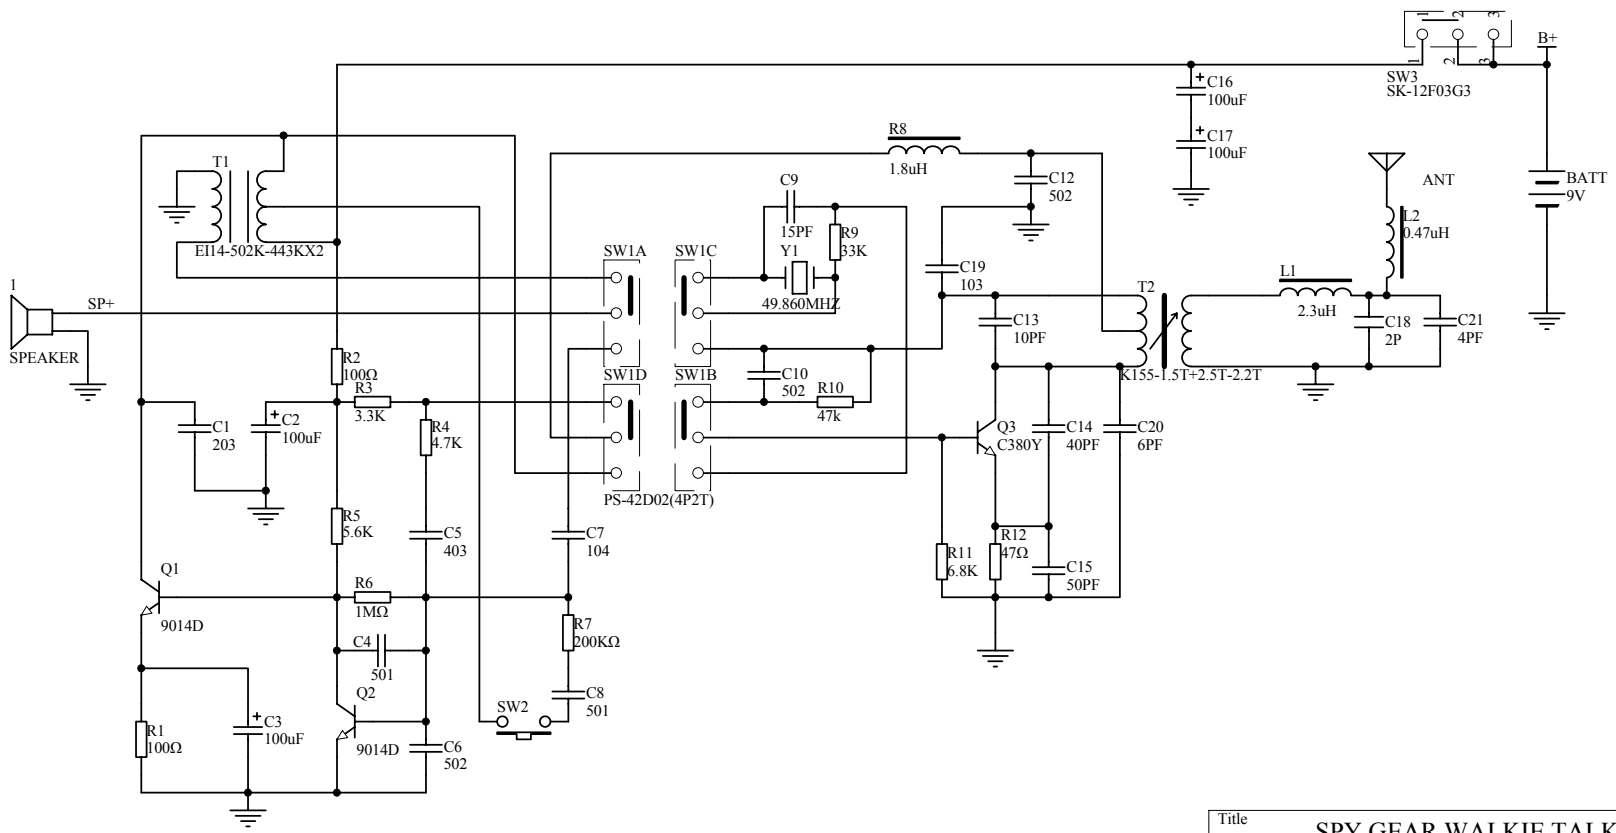 1 2 3
B+
1 2 3
SW3
SK-12F03G3
C16
100uF
C17
100uF
R8
1.8uH
T1
EI14-502K-443KX2
C9
15PF
Y1
49.860MHZ
R9
33K
C12
502
ANT
BATT
9V
L2
0.47uH
SW1A
SW1C
C19
103
T2
K155-1.5T+2.5T-2.2T
L1
2.3uH
1
SP+
SPEAKER
C13
10PF
C18
2P
C21
4PF
R2
100Ω
R3
3.3K
SW1D
SW1B
C10
502
R10
47k
C1
203
C2
100uF
R4
4.7K
Q3
C380Y
C14
40PF
C20
6PF
PS-42D02(4P2T)
R5
5.6K
C5
403
C7
104
R11
6.8K
R12
47Ω
C15
50PF
Q1
9014D
R6
1MΩ
R7
200KΩ
C4
501
Q2
9014D
C8
501
SW2
R1
100Ω
C3
100uF
C6
502
Title
SPY GEAR WALKIE TALK